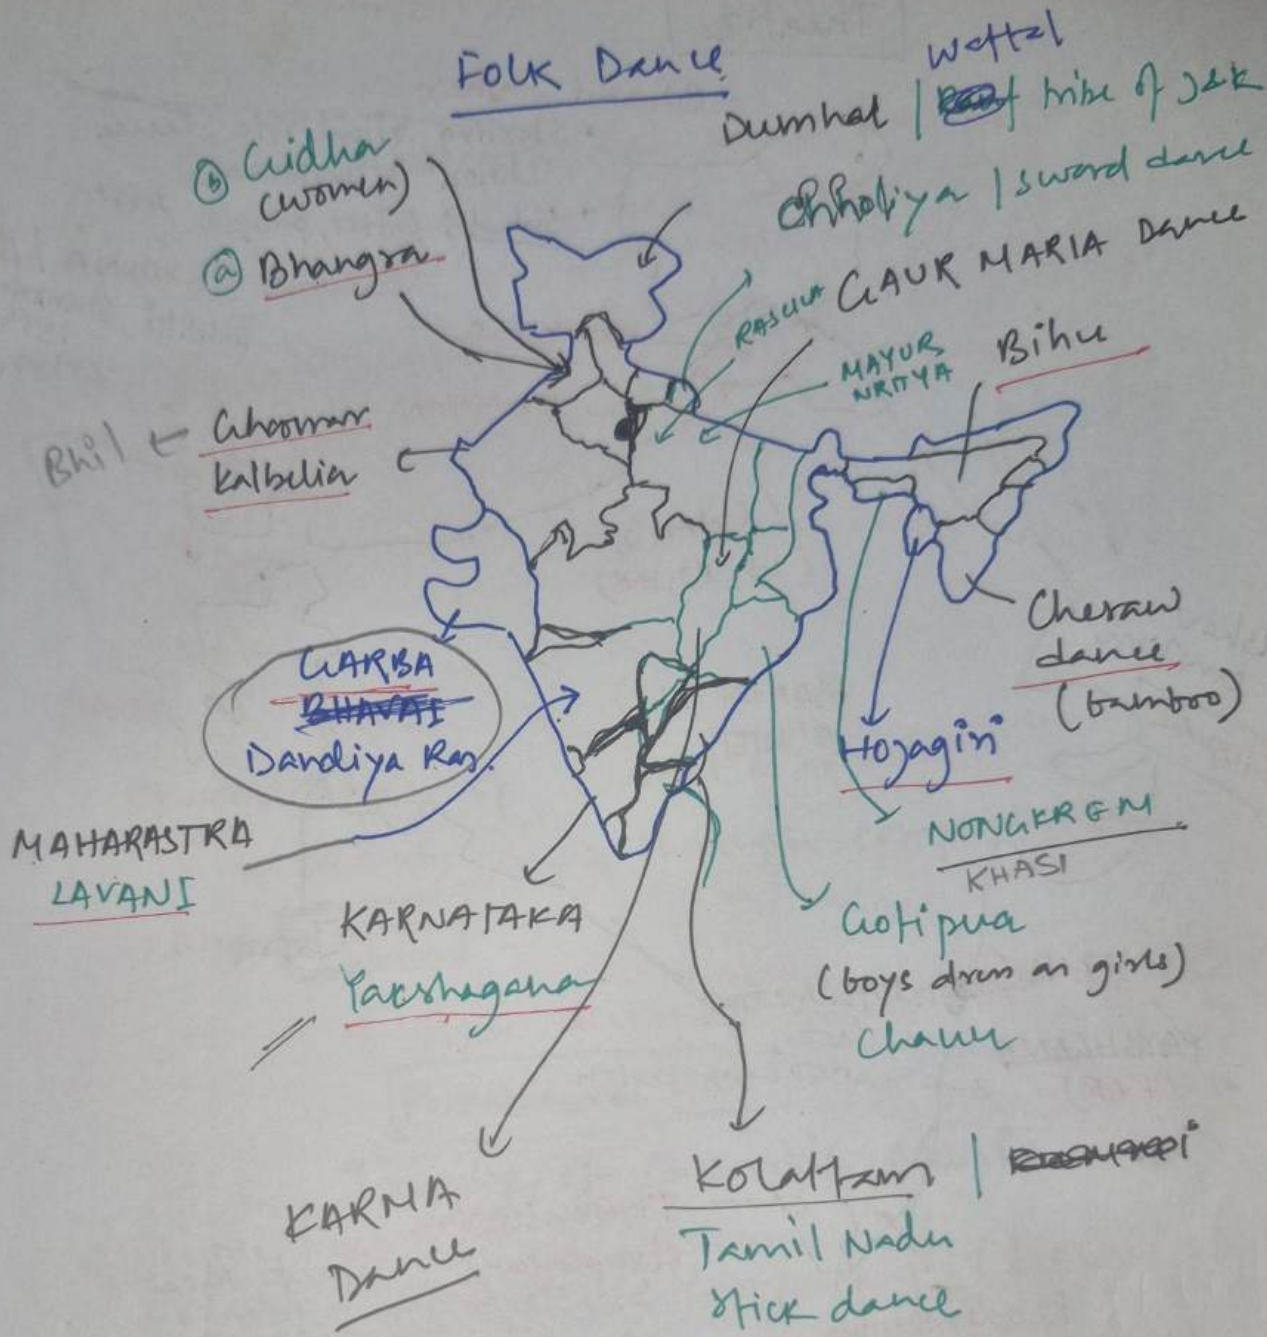 Folk Dance
Wattal
Dumhal | tribe of J&K
Chholiya | sword dance
GAUR MARIA Dance
ⓑ Gidha
(women)
ⓐ Bhangra
RASLILA
MAYUR
NRITYA
Bihu
Bhil ← Ghoomar
Kalbelia
GARBA
BHAVAI
Dandiya Ras.
Cheraw
dance
(bamboo)
Hojagiri
NONGKREM
KHASI
MAHARASTRA
LAVANI
KARNATAKA
Yakshagana
Gotipua
(boys dress as girls)
Chauu
KARMA
Dance
Kolattam |
Tamil Nadu
stick dance